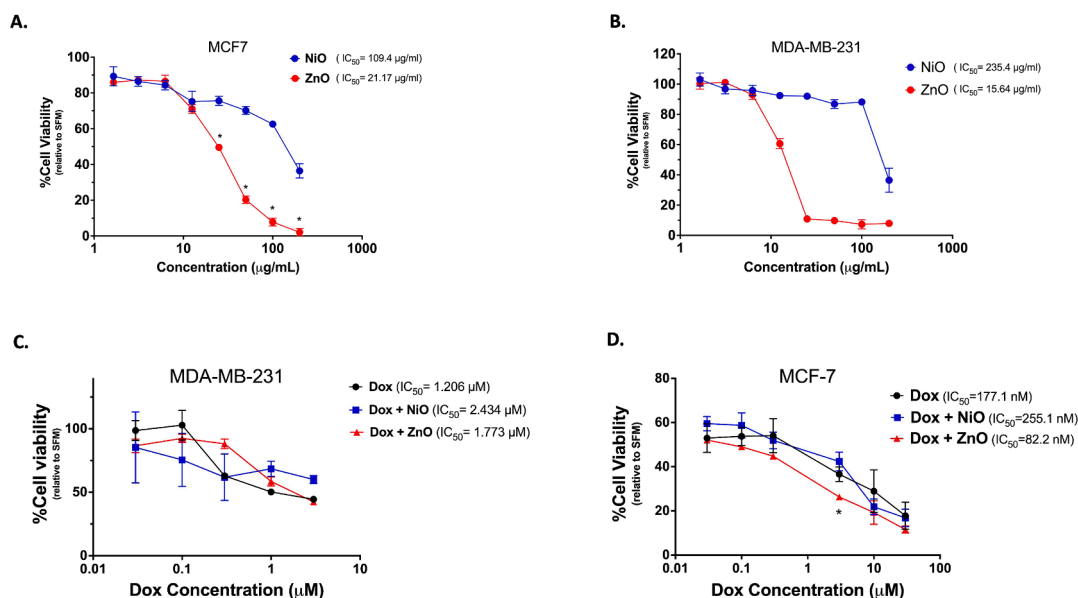 A.
MCF7
NiO ( IC50= 109.4 µg/ml)
ZnO ( IC50= 21.17 µg/ml)
100
80
60
40
20
0
%Cell Viability
(relative to SFM)
*
*
*
*
1
10
100
1000
Concentration (µg/mL)
B.
MDA-MB-231
NiO ( IC50= 235.4 µg/ml)
ZnO ( IC50= 15.64 µg/ml)
120
100
80
60
40
20
0
%Cell Viability
(relative to SFM)
1
10
100
1000
Concentration (µg/mL)
C.
MDA-MB-231
Dox (IC50= 1.206 µM)
Dox + NiO (IC50= 2.434 µM)
Dox + ZnO (IC50= 1.773 µM)
100
50
0
%Cell Viability
(relative to SFM)
0.01
0.1
1
10
Dox Concentration (µM)
D.
MCF-7
Dox (IC50=177.1 nM)
Dox + NiO (IC50=255.1 nM)
Dox + ZnO (IC50=82.2 nM)
80
60
40
20
0
%Cell Viability
(relative to SFM)
*
0.01
0.1
1
10
100
Dox Concentration (µM)